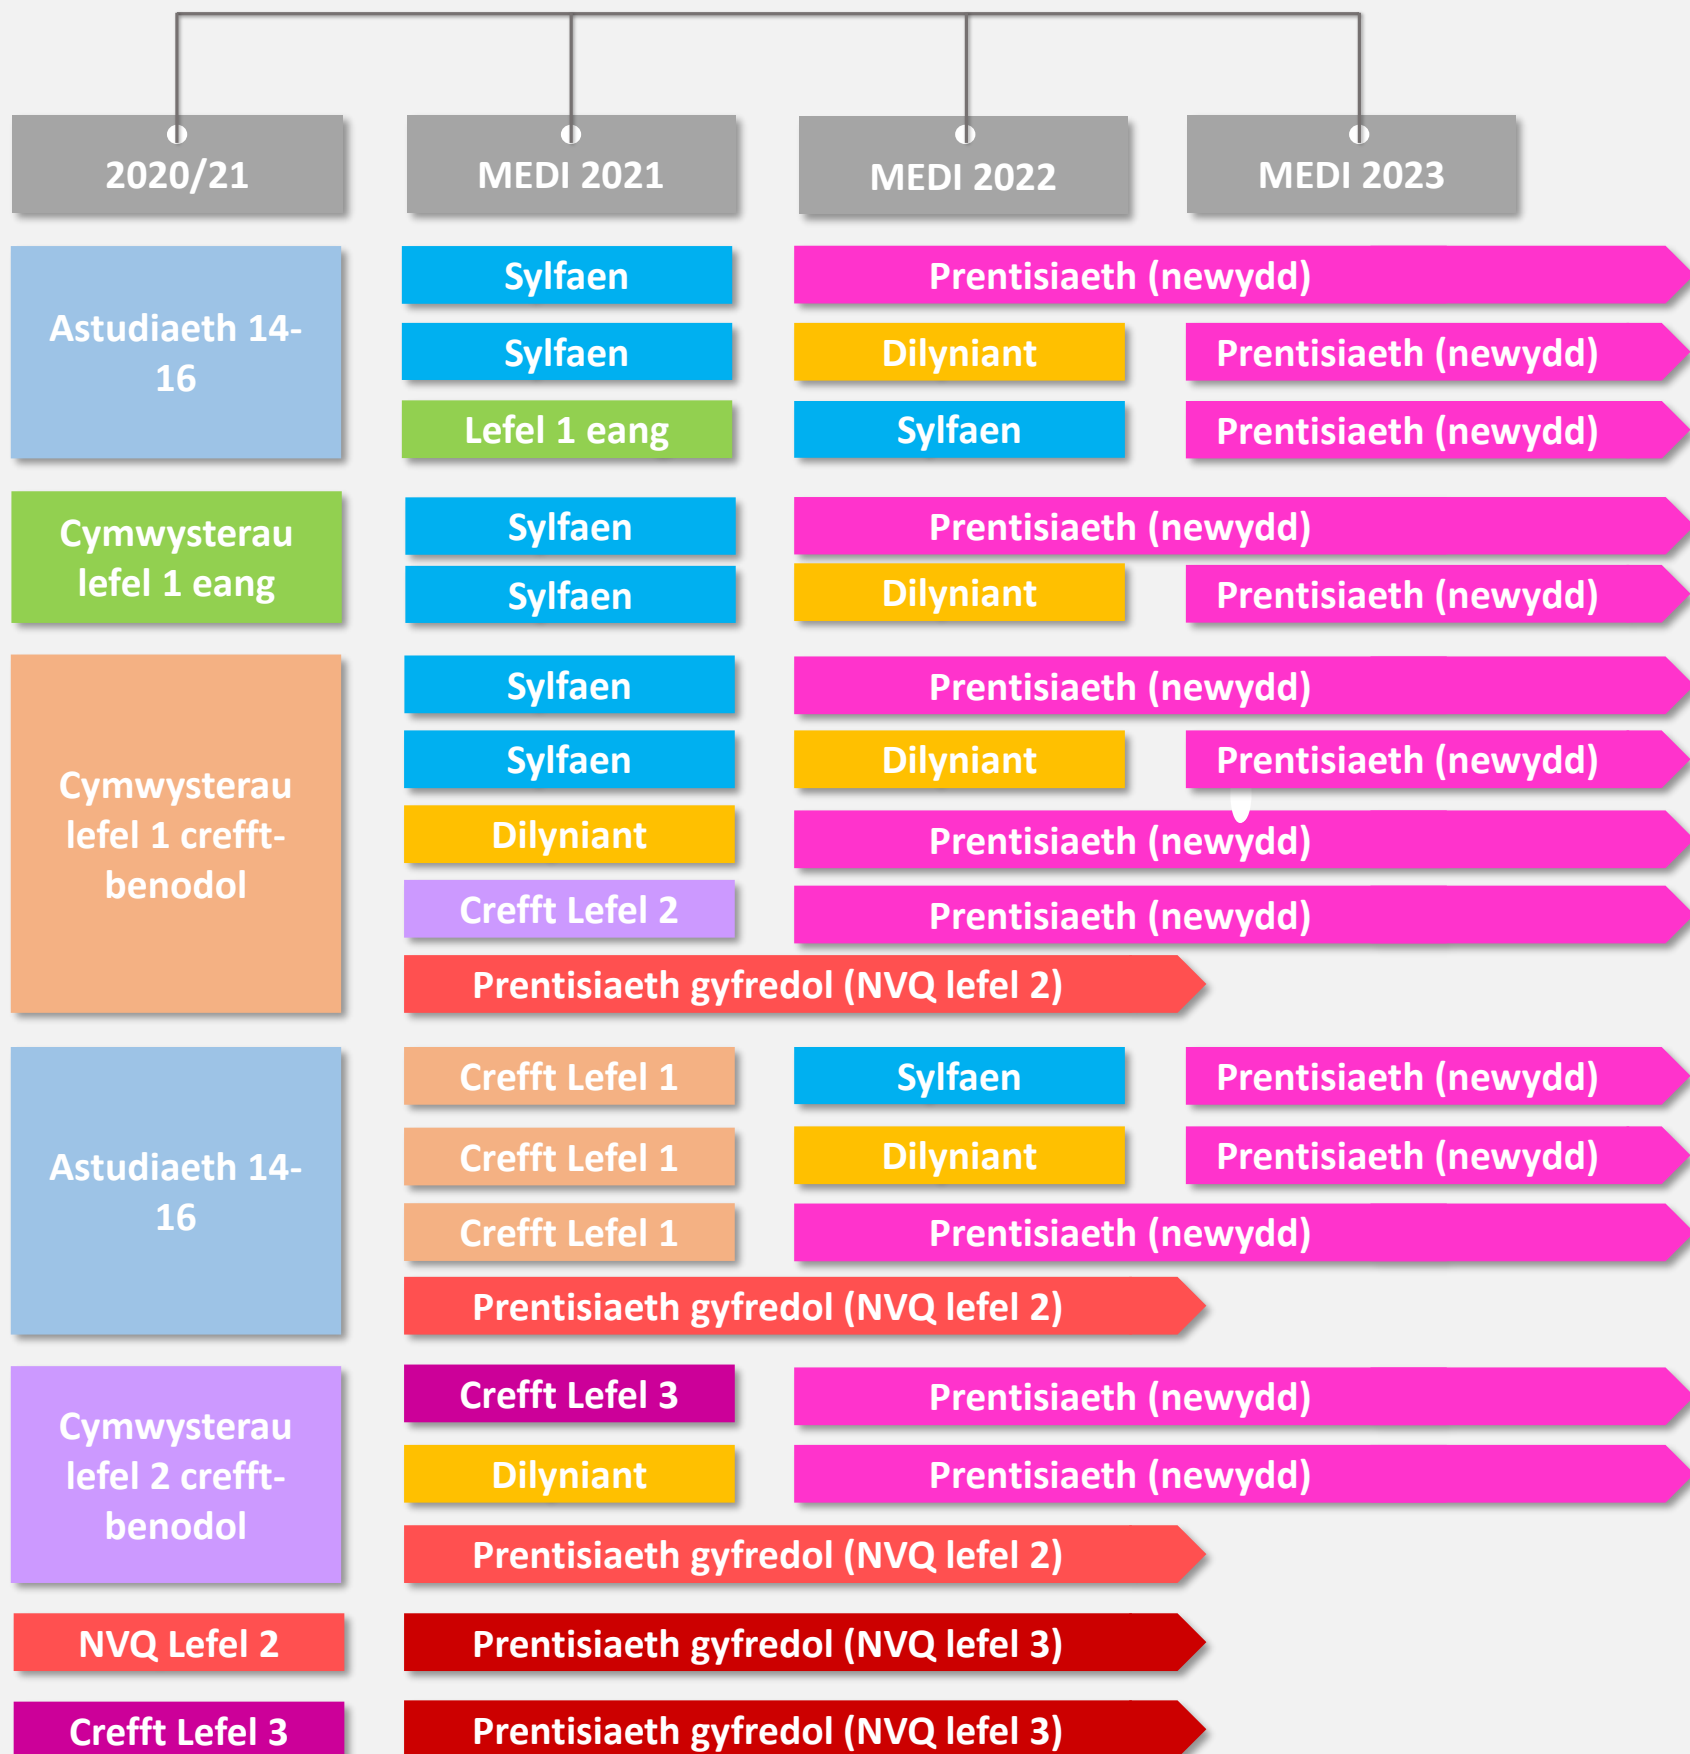 2020/21
MEDI 2021
MEDI 2022
MEDI 2023
Astudiaeth 14-
16
Sylfaen
Prentisiaeth (newydd)
Sylfaen
Dilyniant
Prentisiaeth (newydd)
Lefel 1 eang
Sylfaen
Prentisiaeth (newydd)
Cymwysterau
lefel 1 eang
Sylfaen
Prentisiaeth (newydd)
Sylfaen
Dilyniant
Prentisiaeth (newydd)
Cymwysterau
lefel 1 crefft-
benodol
Sylfaen
Prentisiaeth (newydd)
Sylfaen
Dilyniant
Prentisiaeth (newydd)
Dilyniant
Prentisiaeth (newydd)
Crefft Lefel 2
Prentisiaeth (newydd)
Prentisiaeth gyfredol (NVQ lefel 2)
Astudiaeth 14-
16
Crefft Lefel 1
Sylfaen
Prentisiaeth (newydd)
Crefft Lefel 1
Dilyniant
Prentisiaeth (newydd)
Crefft Lefel 1
Prentisiaeth (newydd)
Prentisiaeth gyfredol (NVQ lefel 2)
Cymwysterau
lefel 2 crefft-
benodol
Crefft Lefel 3
Prentisiaeth (newydd)
Dilyniant
Prentisiaeth (newydd)
Prentisiaeth gyfredol (NVQ lefel 2)
NVQ Lefel 2
Prentisiaeth gyfredol (NVQ lefel 3)
Crefft Lefel 3
Prentisiaeth gyfredol (NVQ lefel 3)